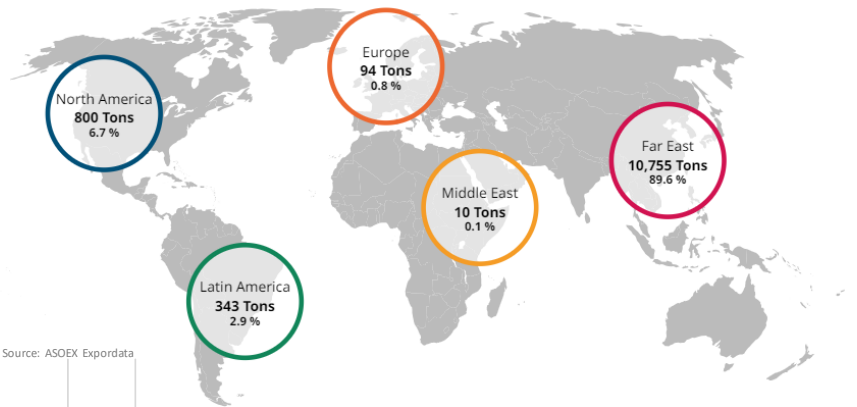 Europe
94 Tons
0.8 %
North America
800 Tons
6.7 %
Far East
10,755 Tons
89.6 %
Middle East
10 Tons
0.1 %
Latin America
343 Tons
2.9 %
Source: ASOEX Expordata